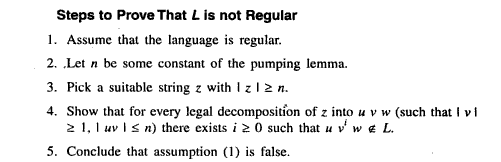 Steps to Prove That L is not Regular
1. Assume that the language is regular.
2. .Let n be some constant of the pumping lemma.
3. Pick a suitable string z with | z | ≥ n.
4. Show that for every legal decomposition of z into u v w (such that | v |
≥ 1, | uv | ≤ n) there exists i ≥ 0 such that u vⁱ w ∉ L.
5. Conclude that assumption (1) is false.